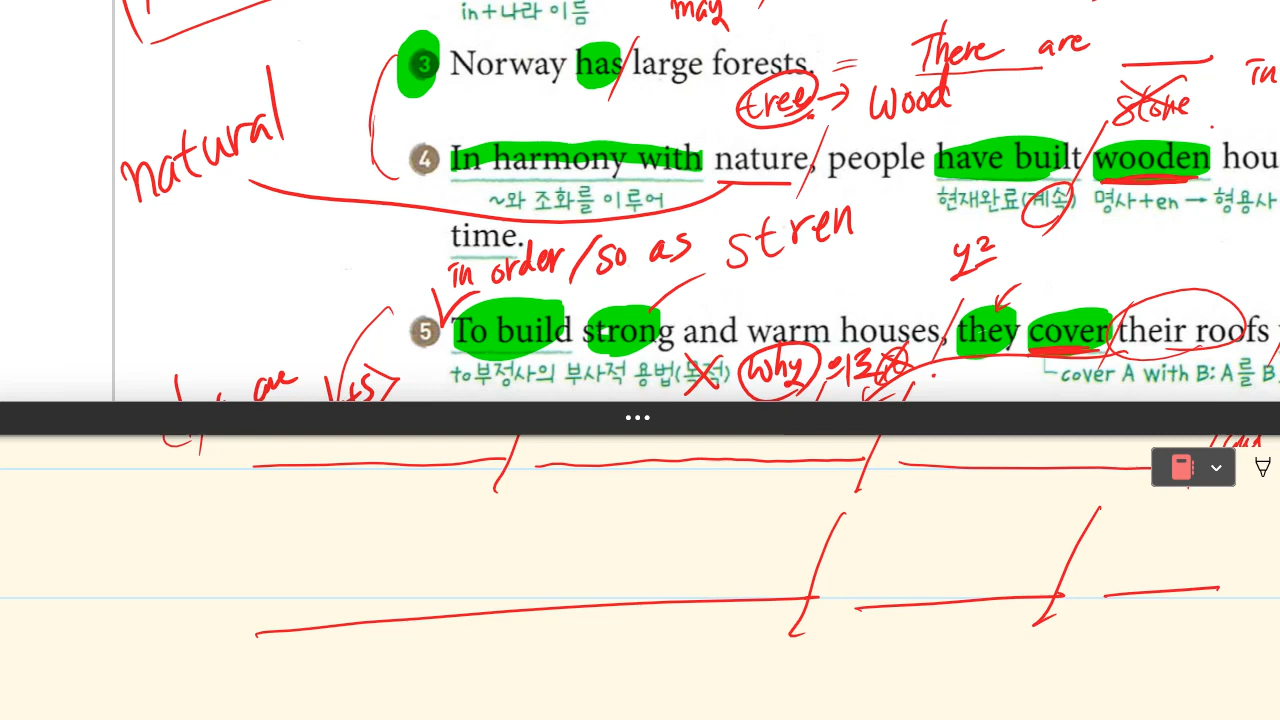 in+나라 이름
may
3 Norway has large forests. = There are in
tree → wood
stone
natural
4 In harmony with nature, people have built wooden hou
~와 조화를 이루어 현재완료(계속) 명사+en → 형용사
time.
in order/so as stren
y2
5 To build strong and warm houses, they cover their roofs
to부정사의 부사적 용법(목적) why cover A with B: A를 B
are